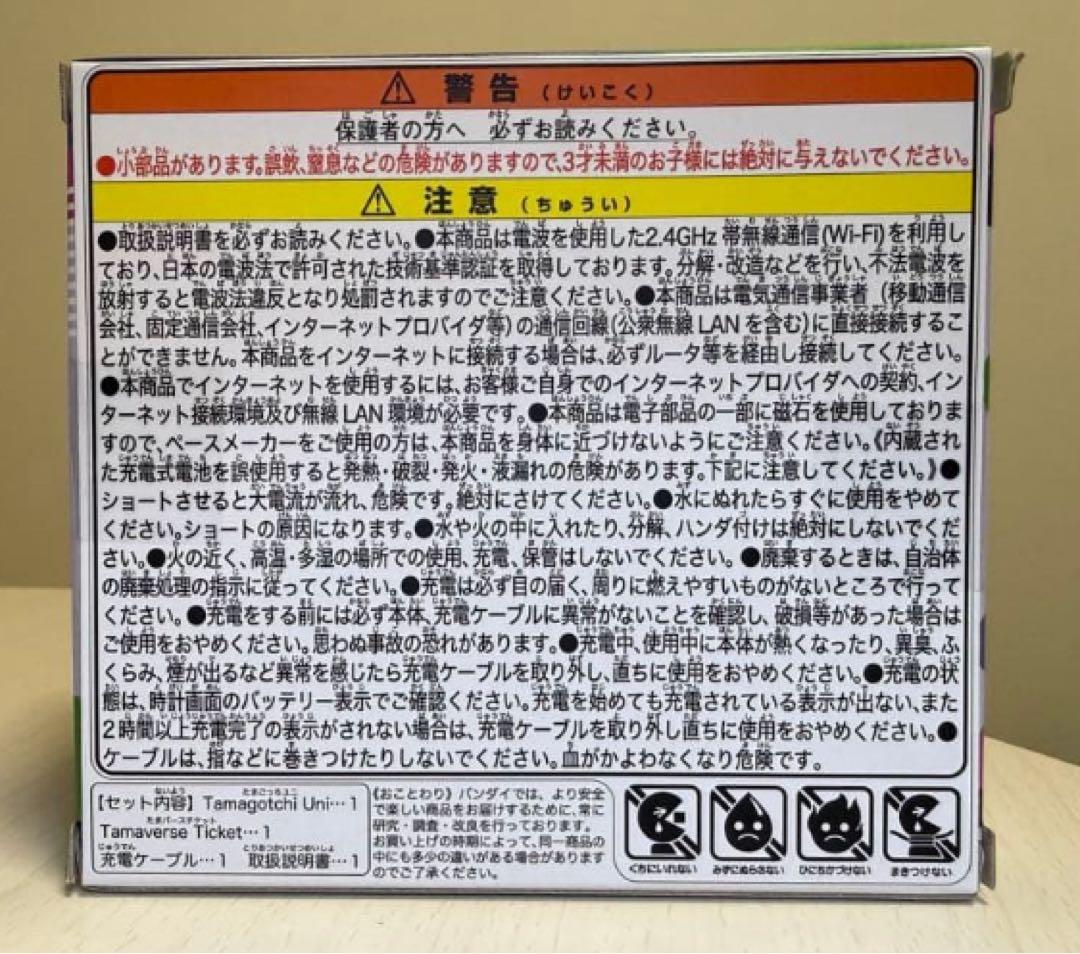 ⚠ 警告 (けいこく)
保護者の方へ 必ずお読みください。
●小部品があります。誤飲、窒息などの危険がありますので、3才未満のお子様には絶対に与えないでください。
⚠ 注意 (ちゅうい)
●取扱説明書を必ずお読みください。●本商品は電波を使用した2.4GHz 帯無線通信(Wi-Fi)を利用し
ており、日本の電波法で許可された技術基準認証を取得しております。分解・改造などを行い、不法電波を
放射すると電波法違反となり処罰されますのでご注意ください。●本商品は電気通信事業者 (移動通信
会社、固定通信会社、インターネットプロバイダ等)の通信回線(公衆無線LANを含む)に直接接続するこ
とができません。本商品をインターネットに接続する場合は、必ずルータ等を経由し接続してください。
●本商品でインターネットを使用するには、お客様ご自身でのインターネットプロバイダへの契約、イン
ターネット接続環境及び無線LAN環境が必要です。●本商品は電子部品の一部に磁石を使用しておりま
すので、ペースメーカーをご使用の方は、本商品を身体に近づけないようにご注意ください。《内蔵され
た充電式電池を誤使用すると発熱・破裂・発火・液漏れの危険があります。下記に注意してください。》●
ショートさせると大電流が流れ、危険です。絶対にさけてください。●水にぬれたらすぐに使用をやめて
ください。ショートの原因になります。●水や火の中に入れたり、分解、ハンダ付けは絶対にしないでくだ
さい。●火の近く、高温・多湿の場所での使用、充電、保管はしないでください。●廃棄するときは、自治体
の廃棄処理の指示に従ってください。●充電は必ず目の届く、周りに燃えやすいものがないところで行って
ください。●充電をする前には必ず本体、充電ケーブルに異常がないことを確認し、破損等があった場合は
ご使用をおやめください。思わぬ事故の恐れがあります。●充電中、使用中に本体が熱くなったり、異臭、ふ
くらみ、煙が出るなど異常を感じたら充電ケーブルを取り外し、直ちに使用をおやめください。●充電の状
態は、時計画面のバッテリー表示でご確認ください。充電を始めても充電されている表示が出ない、また
2時間以上充電完了の表示がされない場合は、充電ケーブルを取り外し直ちに使用をおやめください。●
ケーブルは、指などに巻きつけたりしないでください。血がかよわなくなり危険です。
【セット内容】Tamagotchi Uni…1
Tamaverse Ticket…1
充電ケーブル…1 取扱説明書…1
《おことわり》バンダイでは、より安全
で楽しい商品をお届けするために、常に
研究・調査・改良を行っております。
お買い上げの時期によって、同一商品の
中にも多少の違いがある場合があります
のでご了承ください。
くちにいれない みずにぬらさない ひにちかづけない まきつけない